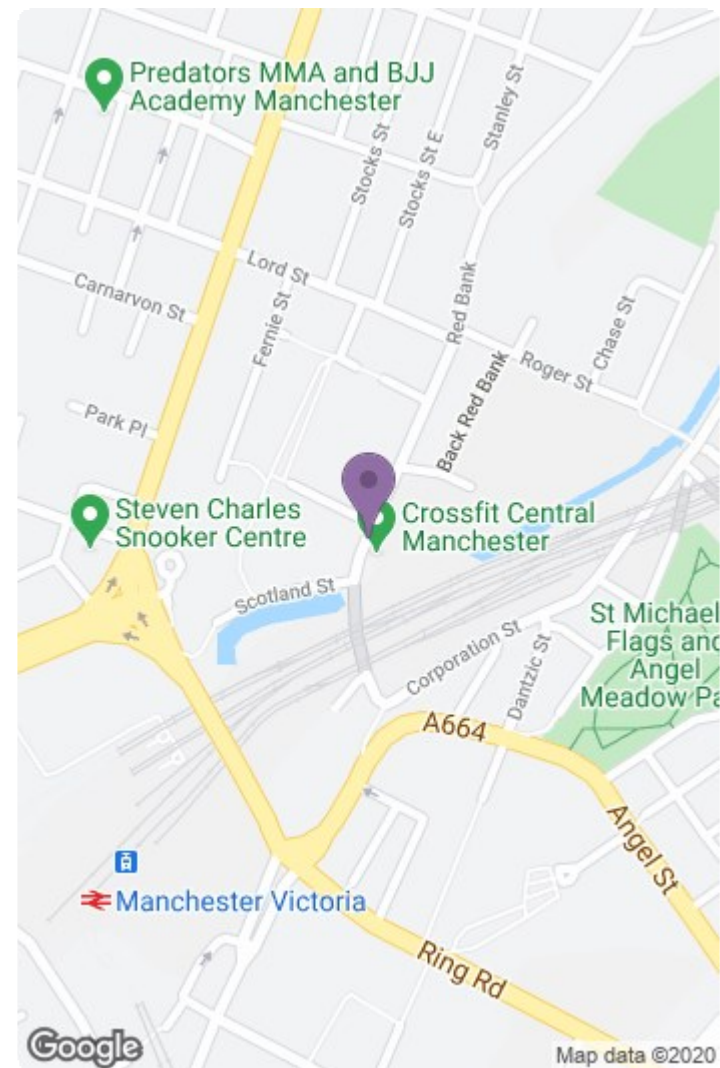 Predators MMA and BJJ
Academy Manchester
Stanley St
Stocks St
Stocks St E
Lord St
Carnarvon St
Fernie St
Red Bank
Chase St
Roger St
Back Red Bank
Park Pl
Steven Charles
Snooker Centre
Crossfit Central
Manchester
Scotland St
St Michael
Flags and
Angel
Meadow Pa
Corporation St
Dantzic St
A664
Angel St
Manchester Victoria
Ring Rd
Google
Map data ©2020